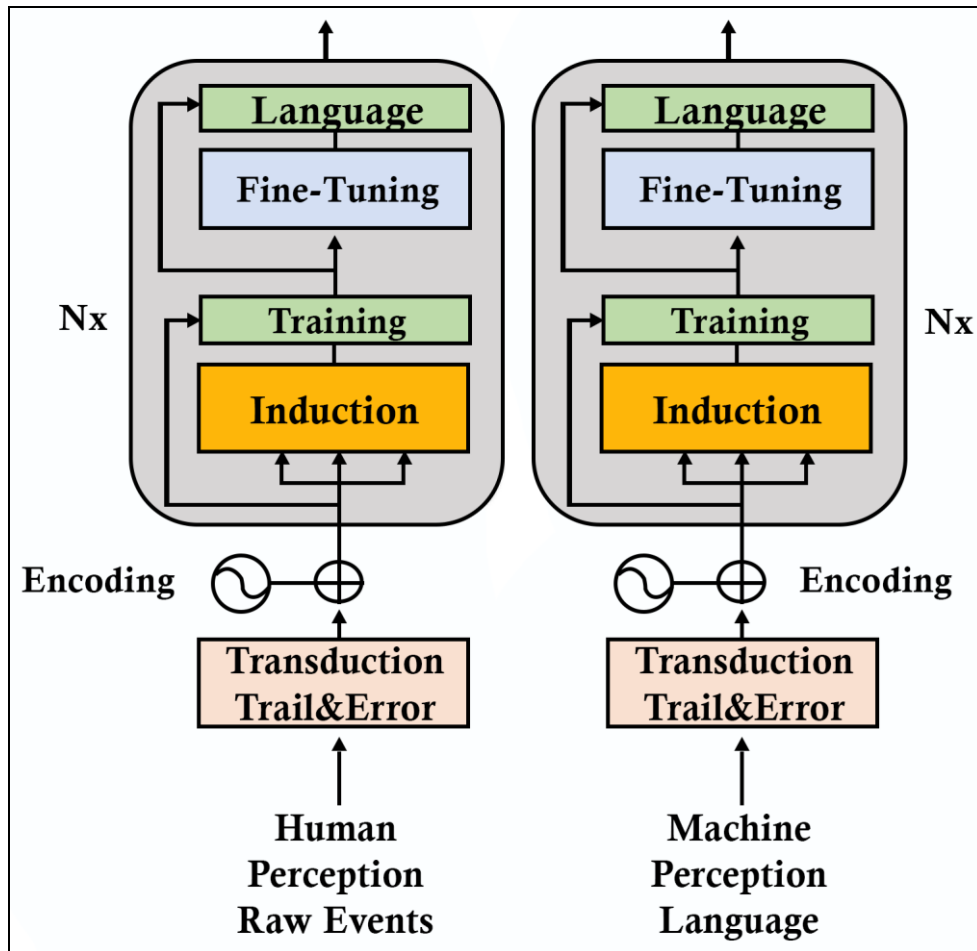 Language
Fine-Tuning
Nx
Training
Induction
Encoding
Transduction
Trail&Error
Human
Perception
Raw Events
Language
Fine-Tuning
Training
Nx
Induction
Encoding
Transduction
Trail&Error
Machine
Perception
Language